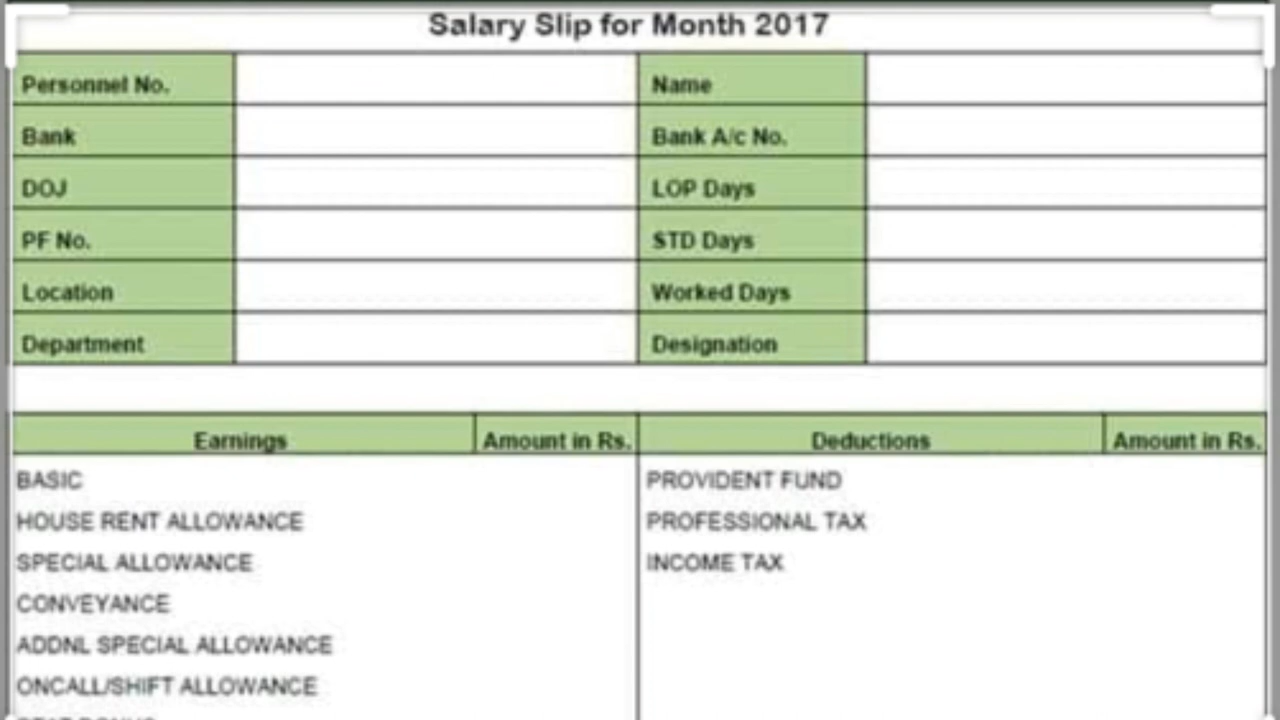 Salary Slip for Month 2017
Personnel No. Name
Bank Bank A/c No.
DOJ LOP Days
PF No. STD Days
Location Worked Days
Department Designation
Earnings Amount in Rs. Deductions Amount in Rs.
BASIC PROVIDENT FUND
HOUSE RENT ALLOWANCE PROFESSIONAL TAX
SPECIAL ALLOWANCE INCOME TAX
CONVEYANCE
ADDNL SPECIAL ALLOWANCE
ONCALL/SHIFT ALLOWANCE